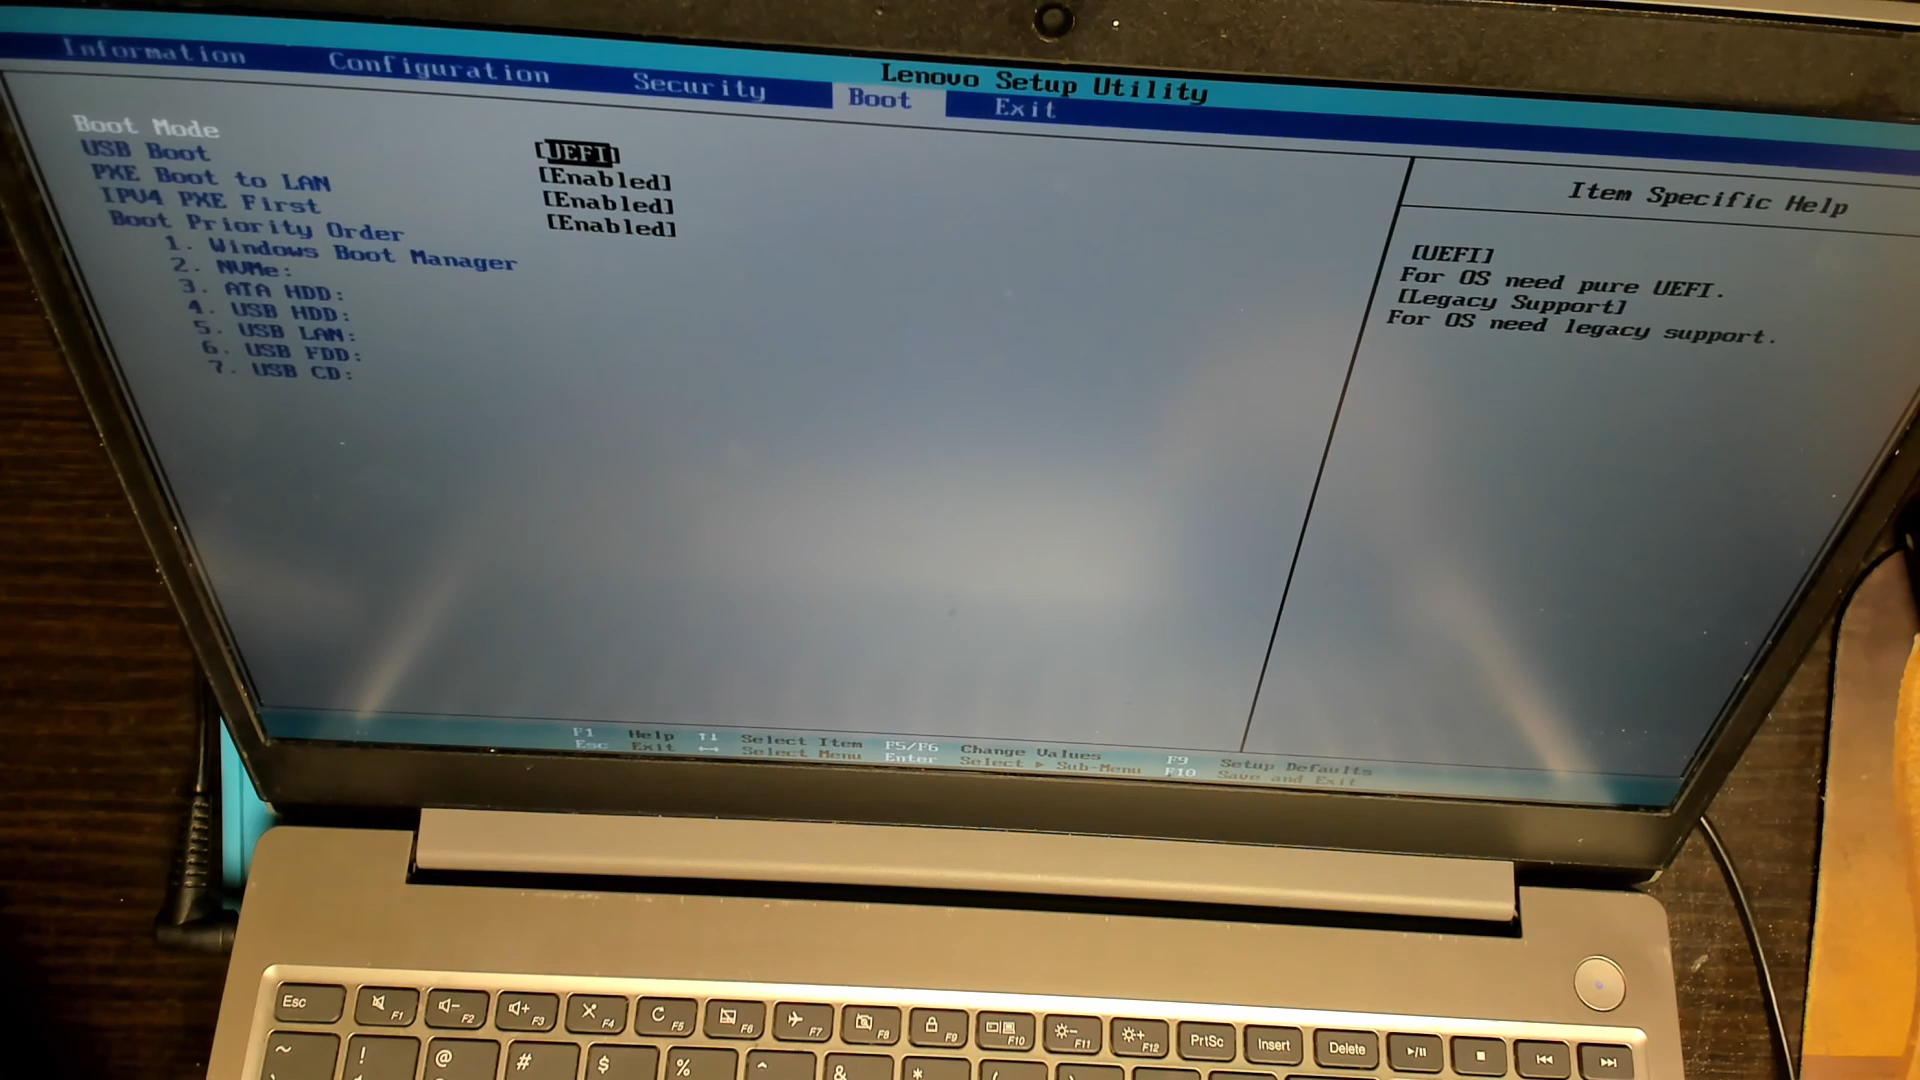 Lenovo Setup Utility
Information Configuration Security Boot Exit
Boot Mode [UEFI]
USB Boot [Enabled]
PXE Boot to LAN [Enabled]
IPV4 PXE First [Enabled]
Boot Priority Order
1. Windows Boot Manager
2. NVMe:
3. ATA HDD:
4. USB HDD:
5. USB LAN:
6. USB FDD:
7. USB CD:
Item Specific Help
[UEFI]
For OS need pure UEFI.
[Legacy Support]
For OS need legacy support.
F1 Help ↑↓ Select Item F5/F6 Change Values F9 Setup Defaults
Esc Exit ↔ Select Menu Enter Select ▶ Sub-Menu F10 Save and Exit
Esc F1 F2 F3 F4 F5 F6 F7 F8 F9 F10 F11 F12 PrtSc Insert Delete
~ ! @ # $ % ^ & * (